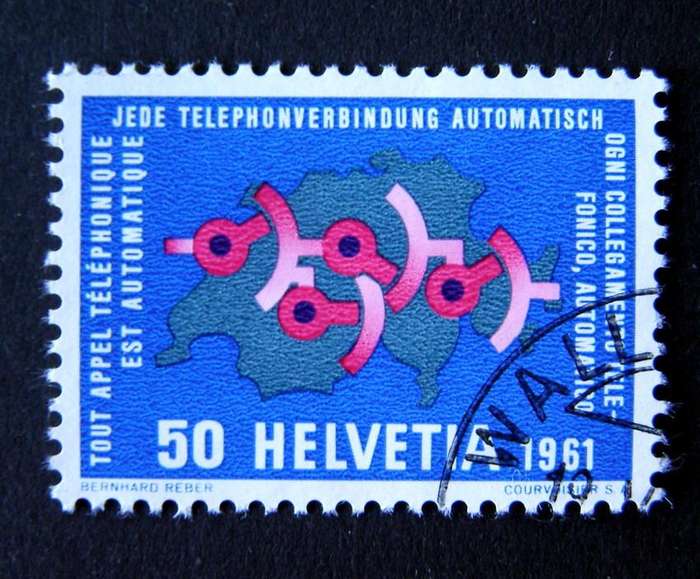 JEDE TELEPHONVERBINDUNG AUTOMATISCH
TOUT APPEL TÉLÉPHONIQUE
EST AUTOMATIQUE
OGNI COLLEGAMENTO TELE-
FONICO, AUTOMATICO
50 HELVETIA 1961
BERNHARD REBER
COURVOISIER S A
WALL